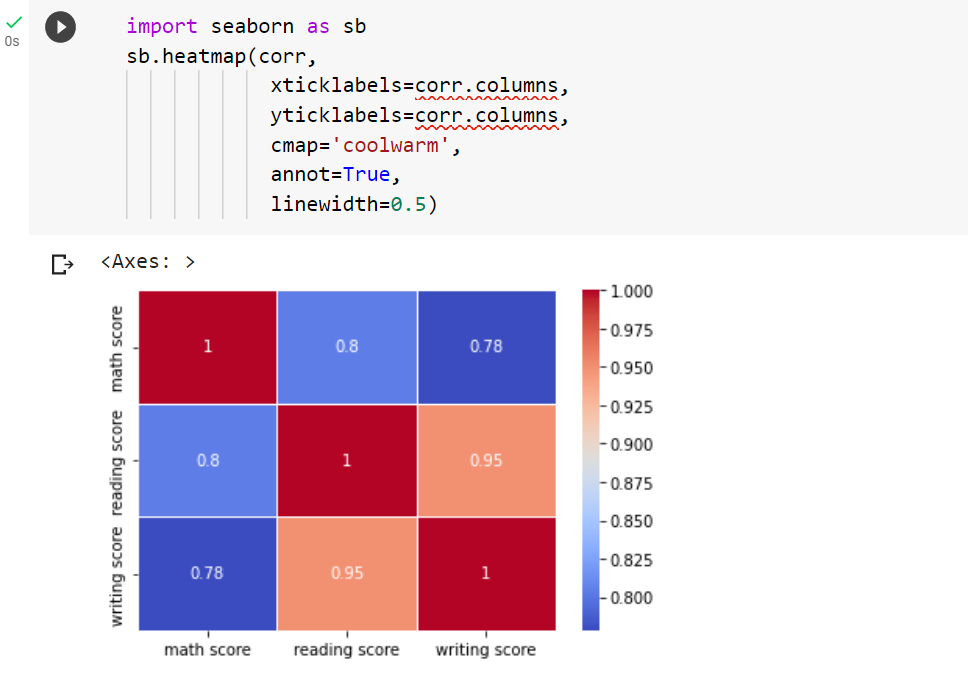 0s
import seaborn as sb
sb.heatmap(corr,
xticklabels=corr.columns,
yticklabels=corr.columns,
cmap='coolwarm',
annot=True,
linewidth=0.5)
<Axes: >
math score
reading score
writing score
1 0.8 0.78
0.8 1 0.95
0.78 0.95 1
math score reading score writing score
1.000
0.975
0.950
0.925
0.900
0.875
0.850
0.825
0.800